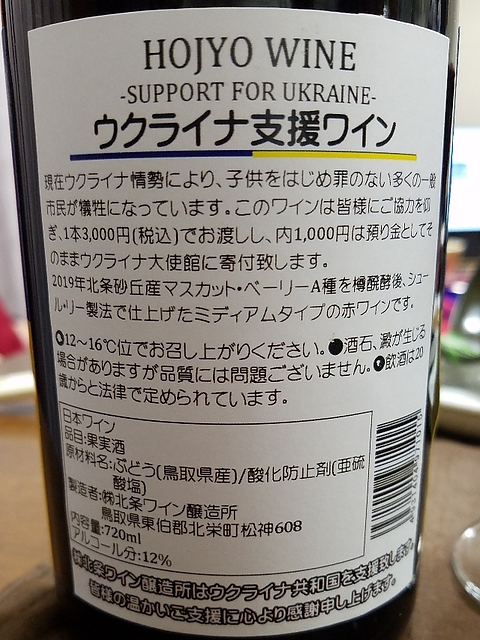 HOJYO WINE
-SUPPORT FOR UKRAINE-
ウクライナ支援ワイン
現在ウクライナ情勢により、子供をはじめ罪のない多くの一般
市民が犠牲になっています。このワインは皆様にご協力を仰
ぎ、1本3,000円(税込)でお渡しし、内1,000円は預り金としてそ
のままウクライナ大使館に寄付致します。
2019年北条砂丘産マスカット・ベーリーA種を樽醗酵後、シュー
ル・リー製法で仕上げたミディアムタイプの赤ワインです。
●12〜16℃位でお召し上がりください。●酒石、澱が生じる
場合がありますが品質には問題ございません。●飲酒は20
歳からと法律で定められています。
日本ワイン
品目:果実酒
原材料名:ぶどう(鳥取県産)/酸化防止剤(亜硫
酸塩)
製造者:㈱北条ワイン醸造所
鳥取県東伯郡北栄町松神608
内容量:720ml
アルコール分:12%
㈱北条ワイン醸造所はウクライナ共和国を支援致します。
皆様の温かいご支援に心より感謝申し上げます。